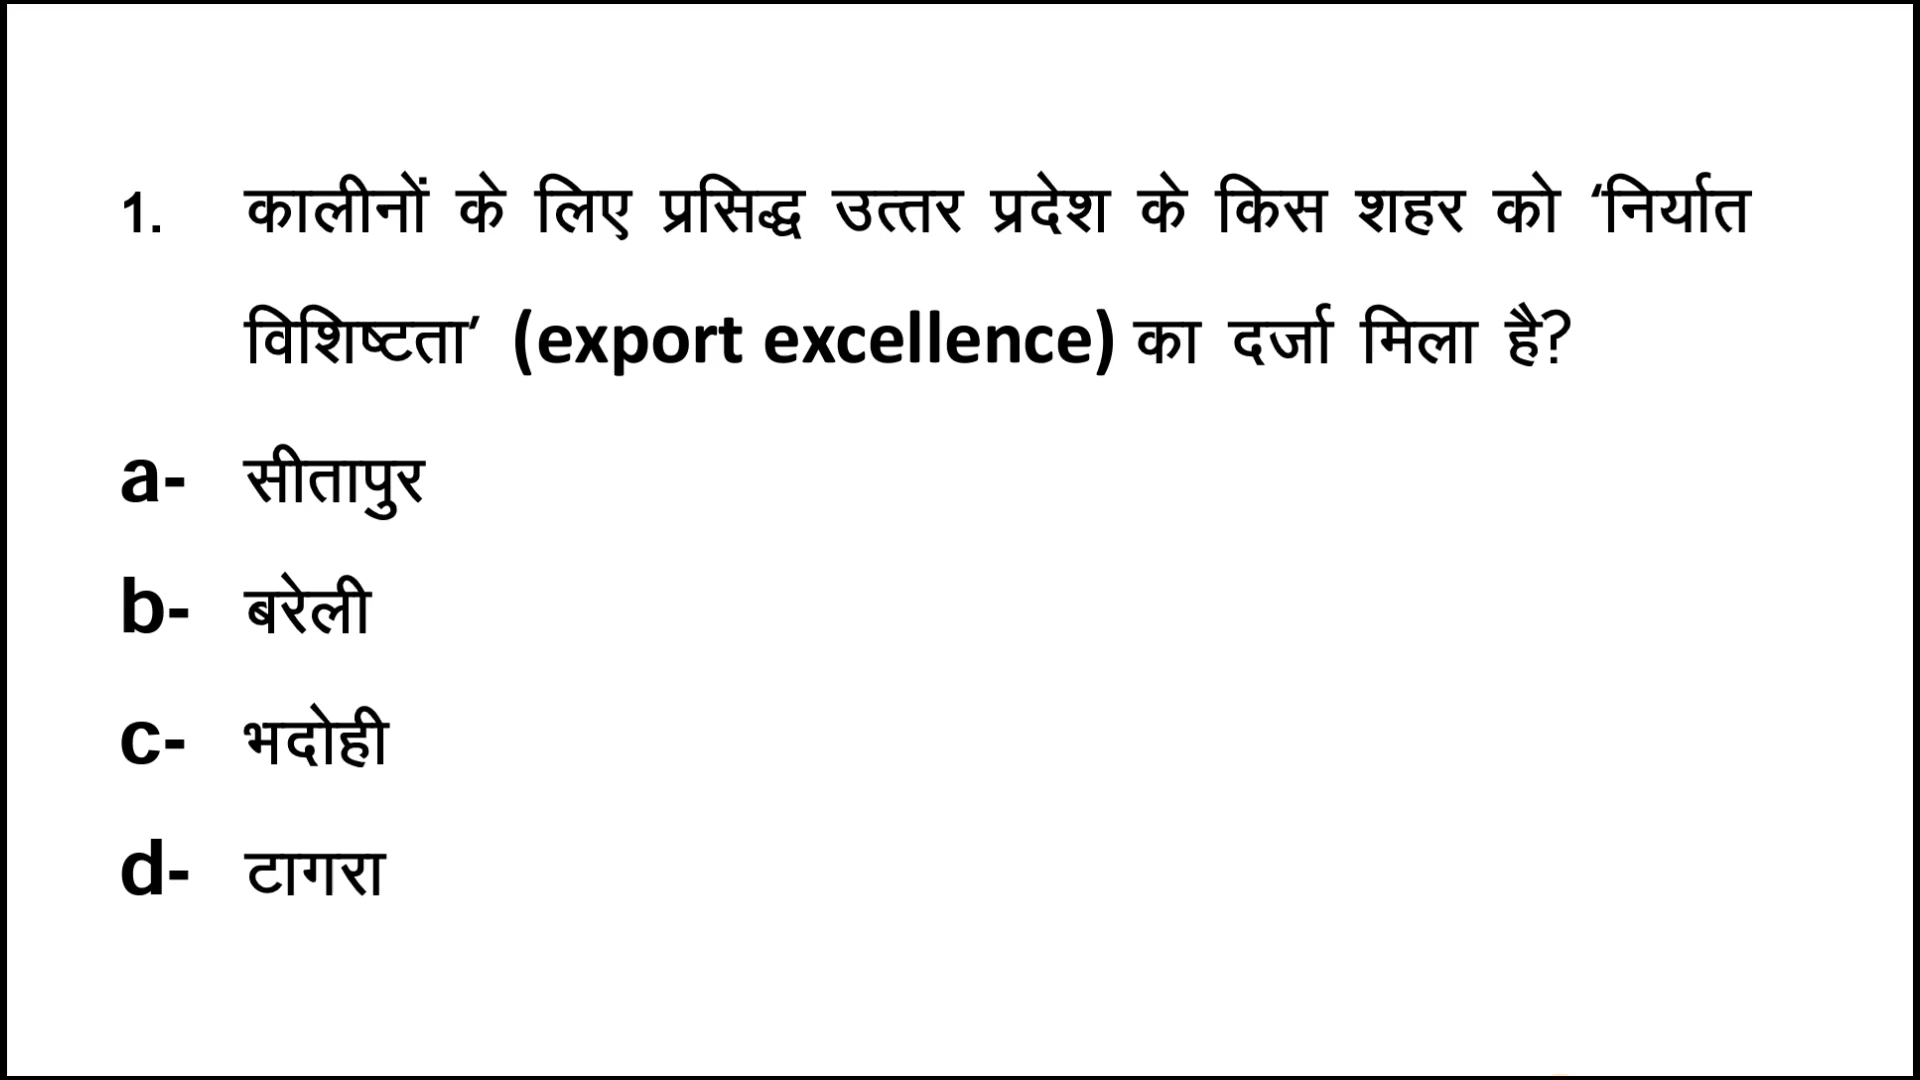 1. कालीनों के लिए प्रसिद्ध उत्तर प्रदेश के किस शहर को ‘निर्यात
विशिष्टता’ (export excellence) का दर्जा मिला है?
a- सीतापुर
b- बरेली
c- भदोही
d- टागरा